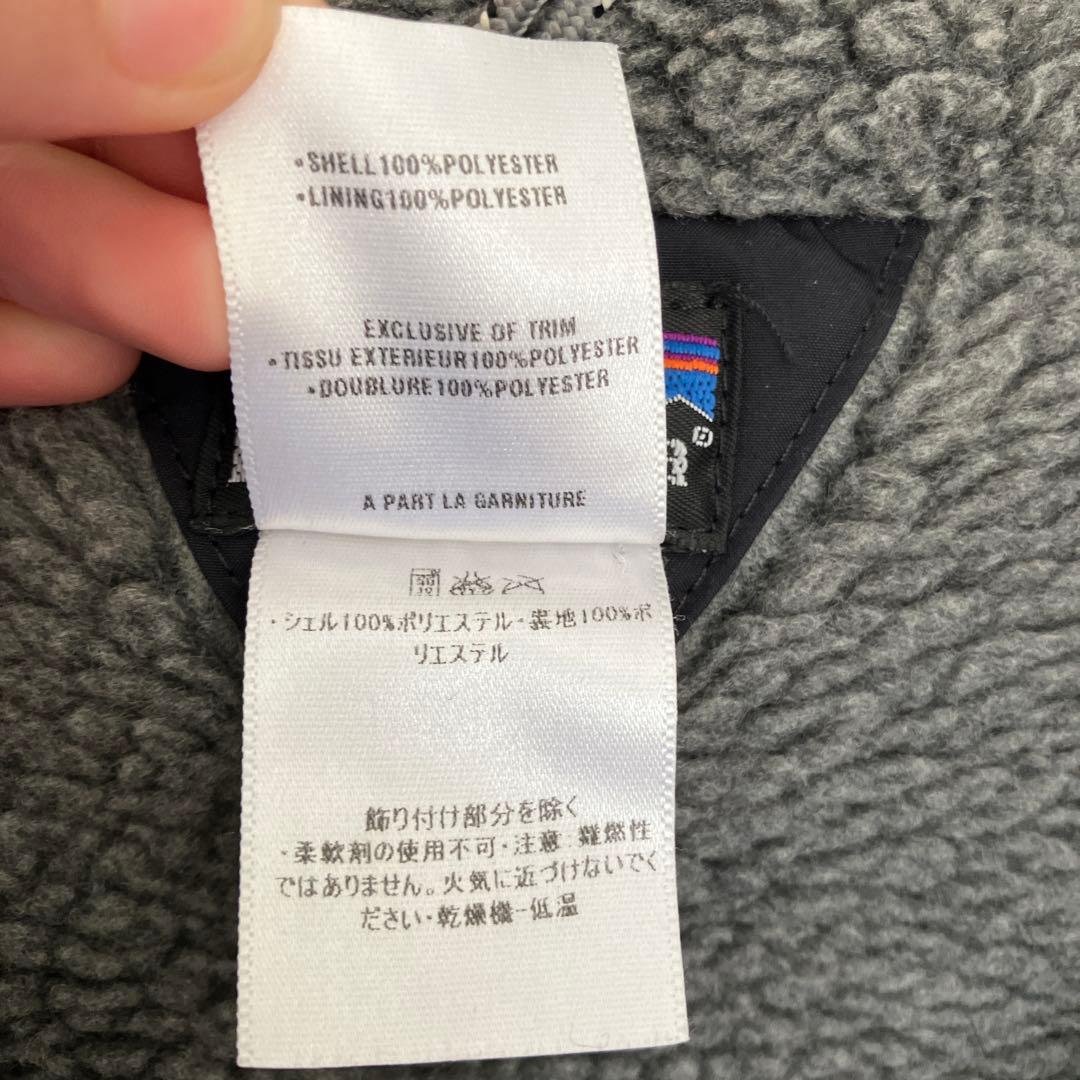 •SHELL100%POLYESTER
•LINING100%POLYESTER
EXCLUSIVE OF TRIM
•TISSU EXTERIEUR100%POLYESTER
•DOUBLURE100%POLYESTER
A PART LA GARNITURE
・シェル100%ポリエステル・裏地100%ポ
リエステル
飾り付け部分を除く
・柔軟剤の使用不可・注意 難燃性
ではありません。火気に近づけないでく
ださい・乾燥機-低温